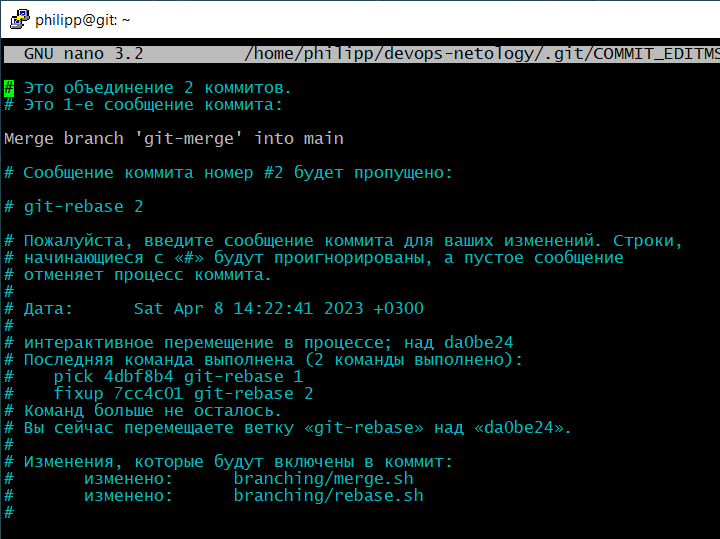 philipp@git: ~
GNU nano 3.2 /home/philipp/devops-netology/.git/COMMIT_EDITMS
# Это объединение 2 коммитов.
# Это 1-е сообщение коммита:
Merge branch 'git-merge' into main
# Сообщение коммита номер #2 будет пропущено:
# git-rebase 2
# Пожалуйста, введите сообщение коммита для ваших изменений. Строки,
# начинающиеся с «#» будут проигнорированы, а пустое сообщение
# отменяет процесс коммита.
#
# Дата: Sat Apr 8 14:22:41 2023 +0300
#
# интерактивное перемещение в процессе; над da0be24
# Последняя команда выполнена (2 команды выполнено):
# pick 4dbf8b4 git-rebase 1
# fixup 7cc4c01 git-rebase 2
# Команд больше не осталось.
# Вы сейчас перемещаете ветку «git-rebase» над «da0be24».
#
# Изменения, которые будут включены в коммит:
# изменено: branching/merge.sh
# изменено: branching/rebase.sh
#